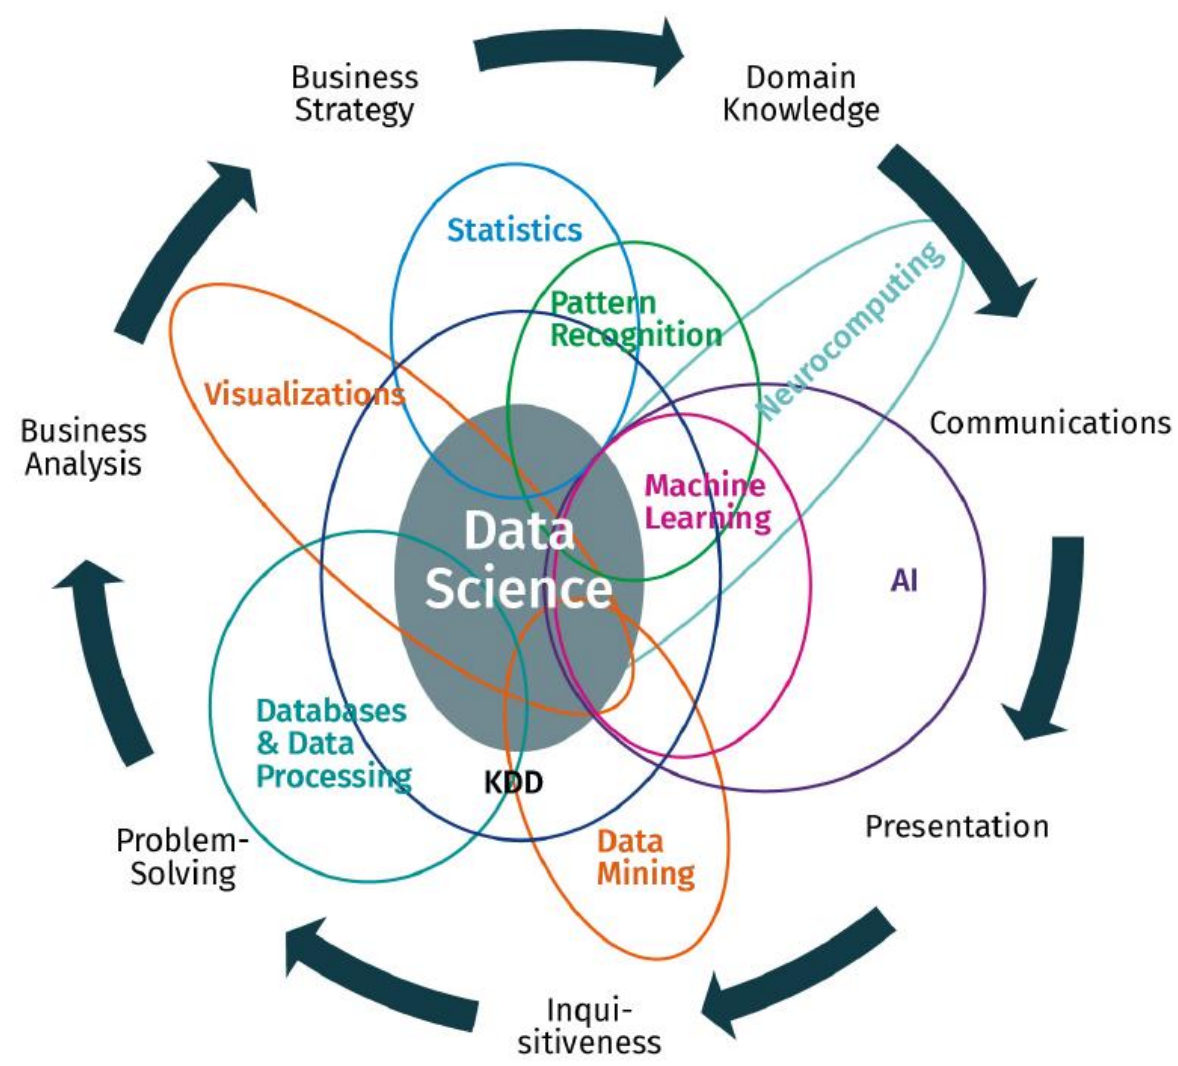 Business
Strategy
Domain
Knowledge
Statistics
Pattern
Recognition
Neurocomputing
Visualizations
Business
Analysis
Communications
Machine
Learning
Data
Science
AI
Databases
& Data
Processing
KDD
Problem-
Solving
Data
Mining
Presentation
Inqui-
sitiveness